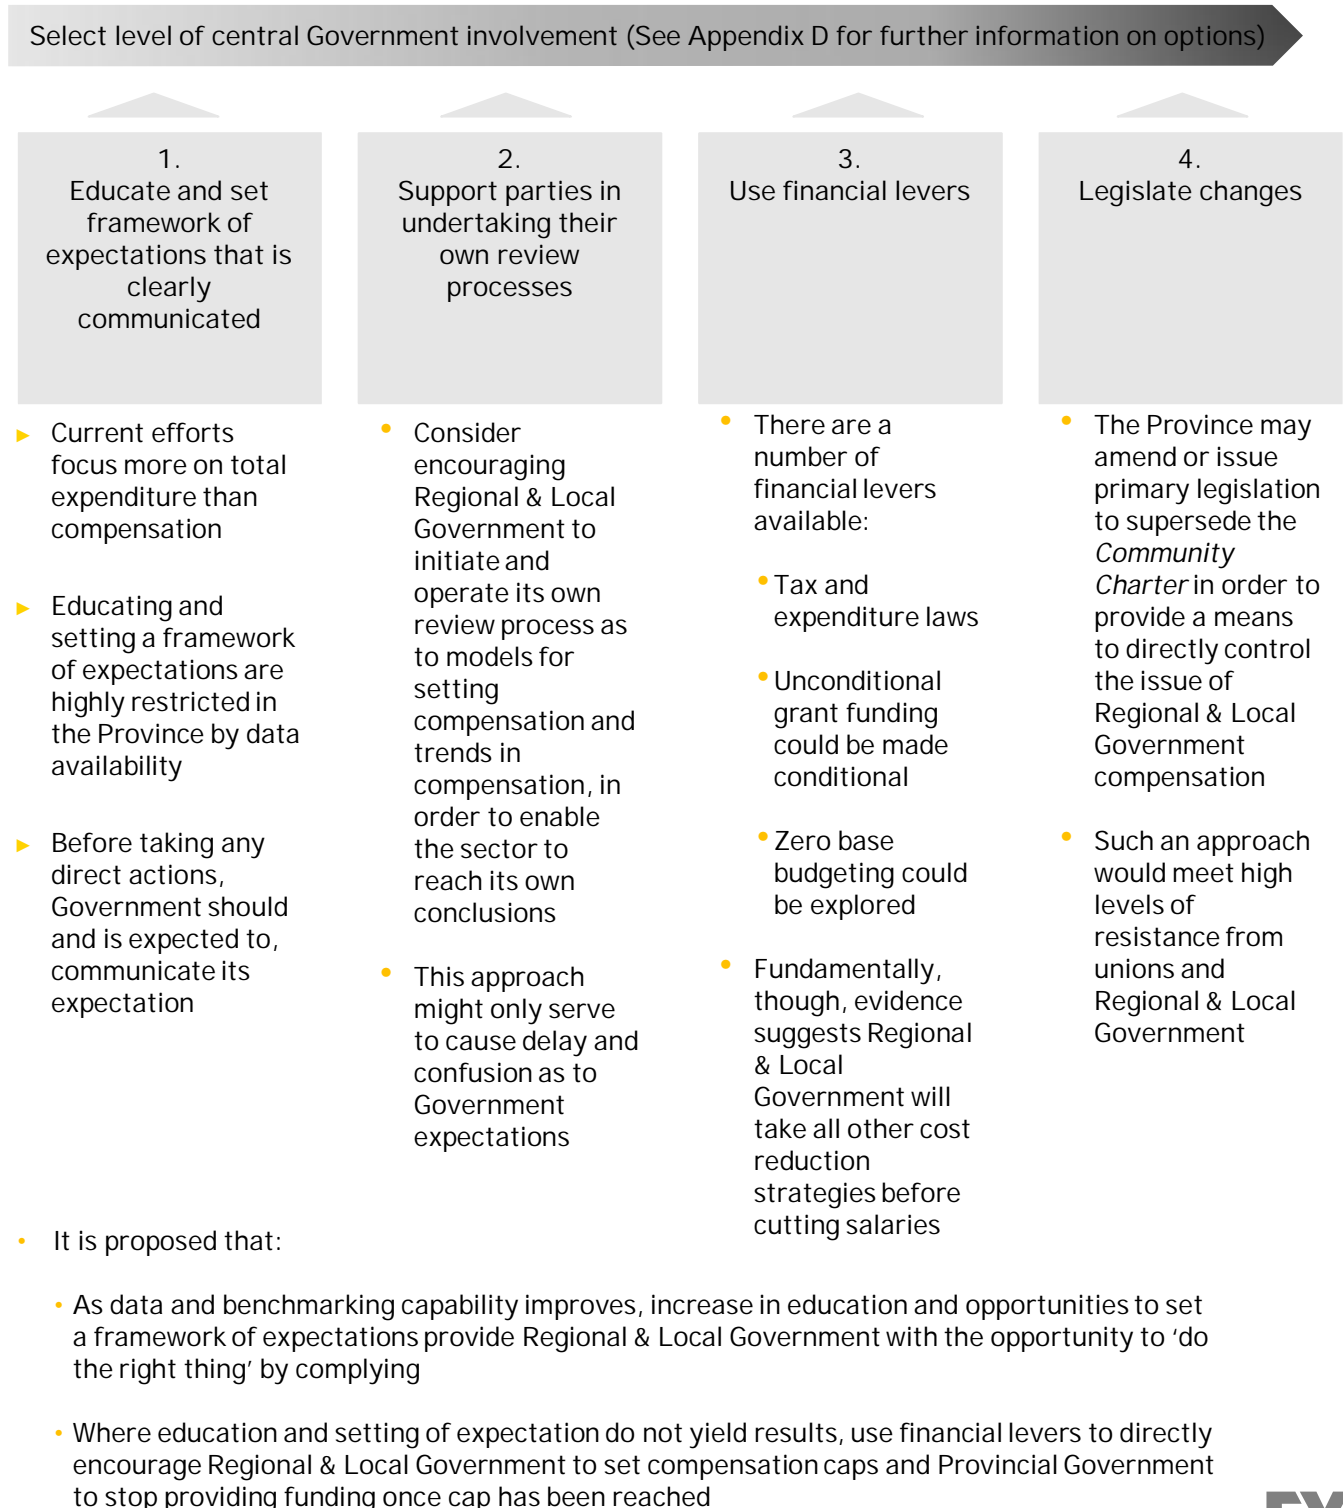 Select level of central Government involvement (See Appendix D for further information on options)
1.
Educate and set
framework of
expectations that is
clearly
communicated
2.
Support parties in
undertaking their
own review
processes
3.
Use financial levers
4.
Legislate changes
► Current efforts
focus more on total
expenditure than
compensation
► Educating and
setting a framework
of expectations are
highly restricted in
the Province by data
availability
► Before taking any
direct actions,
Government should
and is expected to,
communicate its
expectation
• Consider
encouraging
Regional & Local
Government to
initiate and
operate its own
review process as
to models for
setting
compensation and
trends in
compensation, in
order to enable
the sector to
reach its own
conclusions
• This approach
might only serve
to cause delay and
confusion as to
Government
expectations
• There are a
number of
financial levers
available:
• Tax and
expenditure laws
• Unconditional
grant funding
could be made
conditional
• Zero base
budgeting could
be explored
• Fundamentally,
though, evidence
suggests Regional
& Local
Government will
take all other cost
reduction
strategies before
cutting salaries
• The Province may
amend or issue
primary legislation
to supersede the
Community
Charter in order to
provide a means
to directly control
the issue of
Regional & Local
Government
compensation
• Such an approach
would meet high
levels of
resistance from
unions and
Regional & Local
Government
• It is proposed that:
• As data and benchmarking capability improves, increase in education and opportunities to set
a framework of expectations provide Regional & Local Government with the opportunity to ‘do
the right thing’ by complying
• Where education and setting of expectation do not yield results, use financial levers to directly
encourage Regional & Local Government to set compensation caps and Provincial Government
to stop providing funding once cap has been reached